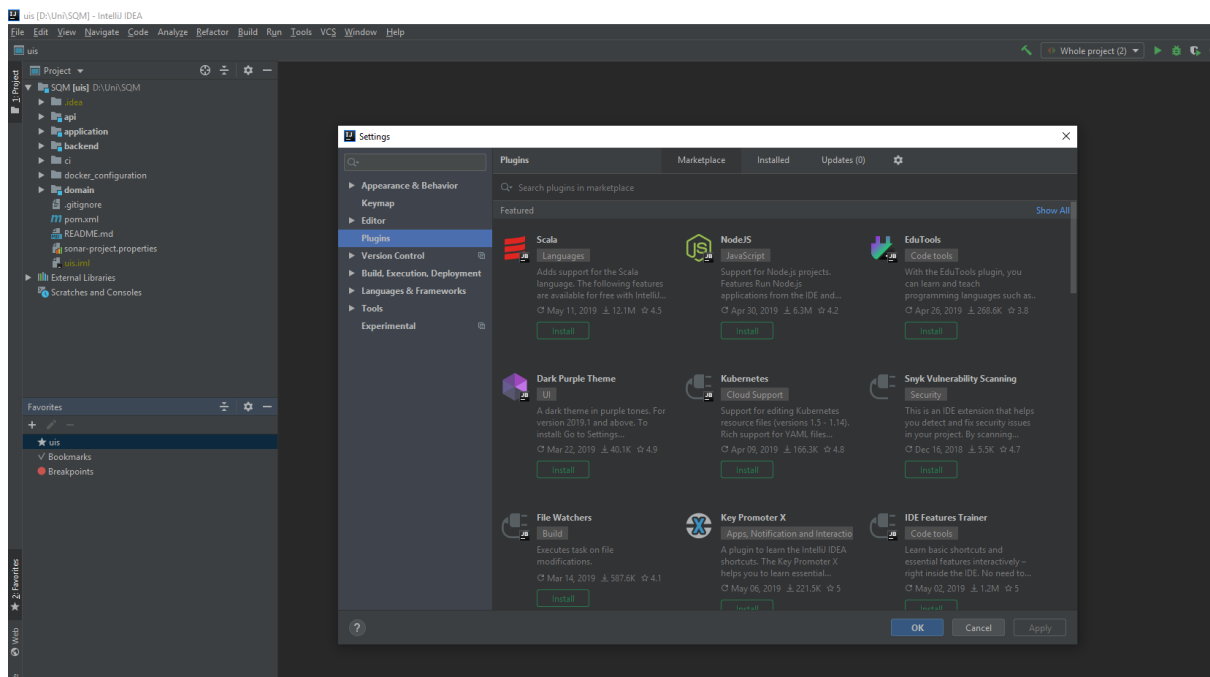 uis [D:\Uni\SQM] - IntelliJ IDEA
File Edit View Navigate Code Analyze Refactor Build Run Tools VCS Window Help
uis
Whole project (2)
1: Project
Project
SQM [uis] D:\Uni\SQM
.idea
api
application
backend
ci
docker_configuration
domain
.gitignore
pom.xml
README.md
sonar-project.properties
uis.iml
External Libraries
Scratches and Consoles
Favorites
uis
Bookmarks
Breakpoints
2: Favorites
Web
Settings
Appearance & Behavior
Keymap
Editor
Plugins
Version Control
Build, Execution, Deployment
Languages & Frameworks
Tools
Experimental
Plugins
Marketplace Installed Updates (0)
Search plugins in marketplace
Featured Show All
Scala
Languages
Adds support for the Scala
language. The following features
are available for free with IntelliJ...
May 11, 2019 12.1M 4.5
Install
NodeJS
JavaScript
Support for Node.js projects.
Features Run Node.js
applications from the IDE and...
Apr 30, 2019 6.3M 4.2
Install
EduTools
Code tools
With the EduTools plugin, you
can learn and teach
programming languages such as..
Apr 26, 2019 268.6K 3.8
Install
Dark Purple Theme
UI
A dark theme in purple tones. For
version 2019.1 and above. To
install: Go to Settings...
Mar 22, 2019 40.1K 4.9
Install
Kubernetes
Cloud Support
Support for editing Kubernetes
resource files (versions 1.5 - 1.14).
Rich support for YAML files...
Apr 09, 2019 166.3K 4.8
Install
Snyk Vulnerability Scanning
Security
This is an IDE extension that helps
you detect and fix security issues
in your project. By scanning...
Dec 16, 2018 5.5K 4.7
Install
File Watchers
Build
Executes task on file
modifications.
Mar 14, 2019 587.6K 4.1
Install
Key Promoter X
Apps, Notification and Interactio
A plugin to learn the IntelliJ IDEA
shortcuts. The Key Promoter X
helps you to learn essential...
May 06, 2019 221.5K 5
Install
IDE Features Trainer
Code tools
Learn basic shortcuts and
essential features interactively –
right inside the IDE. No need to...
May 02, 2019 1.2M 5
Install
?
OK Cancel Apply